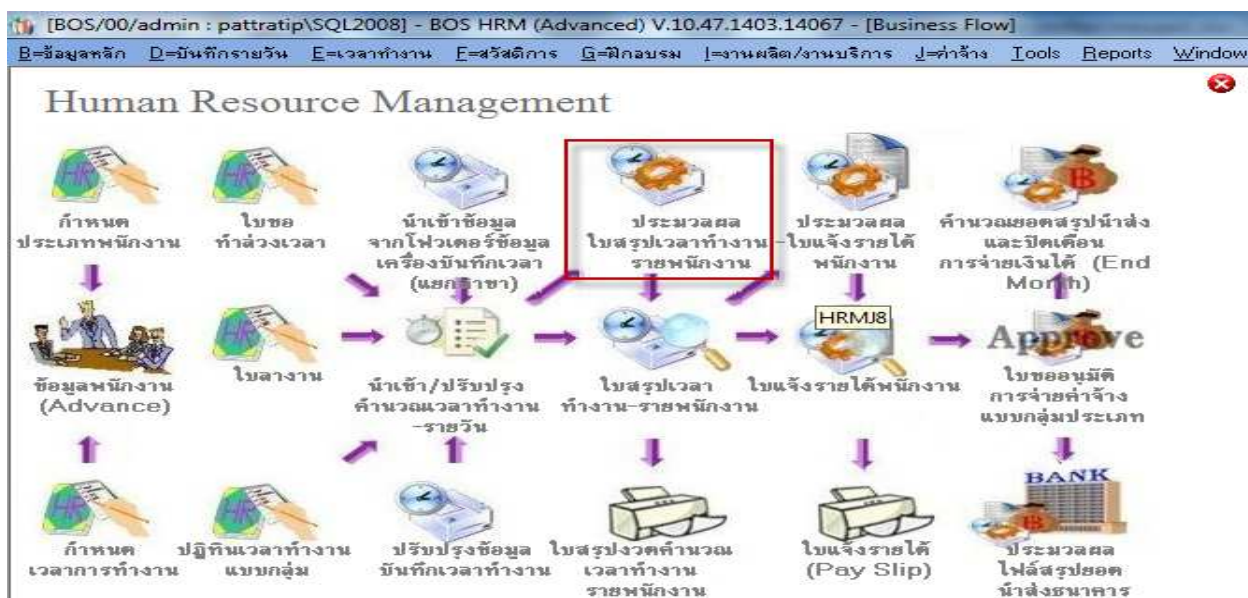 [BOS/00/admin : pattratip\SQL2008] - BOS HRM (Advanced) V.10.47.1403.14067 - [Business Flow]
B=ข้อมูลหลัก D=บันทึกรายวัน E=เวลาทำงาน F=สวัสดิการ G=ฝึกอบรม I=งานผลิต/งานบริการ J=ค่าจ้าง Tools Reports Window
Human Resource Management
กำหนด
ประเภทพนักงาน
ใบขอ
ทำล่วงเวลา
นำเข้าข้อมูล
จากโฟวเดอร์ข้อมูล
เครื่องบันทึกเวลา
(แยกสาขา)
ประมวลผล
ใบสรุปเวลาทำงาน
รายพนักงาน
ประมวลผล
-ใบแจ้งรายได้
พนักงาน
คำนวณยอดสรุปนำส่ง
และปิดเดือน
การจ่ายเงินได้ (End
Month)
ข้อมูลพนักงาน
(Advance)
ใบลางาน
นำเข้า/ปรับปรุง
คำนวณเวลาทำงาน
-รายวัน
ใบสรุปเวลา
ทำงาน-รายพนักงาน
HRMJ8
ใบแจ้งรายได้พนักงาน
Approve
ใบขออนุมัติ
การจ่ายค่าจ้าง
แบบกลุ่มประเภท
กำหนด
เวลาการทำงาน
ปฏิทินเวลาทำงาน
แบบกลุ่ม
ปรับปรุงข้อมูล
บันทึกเวลาทำงาน
ใบสรุปงวดคำนวณ
เวลาทำงาน
รายพนักงาน
ใบแจ้งรายได้
(Pay Slip)
BANK
ประมวลผล
ไฟล์สรุปยอด
นำส่งธนาคาร